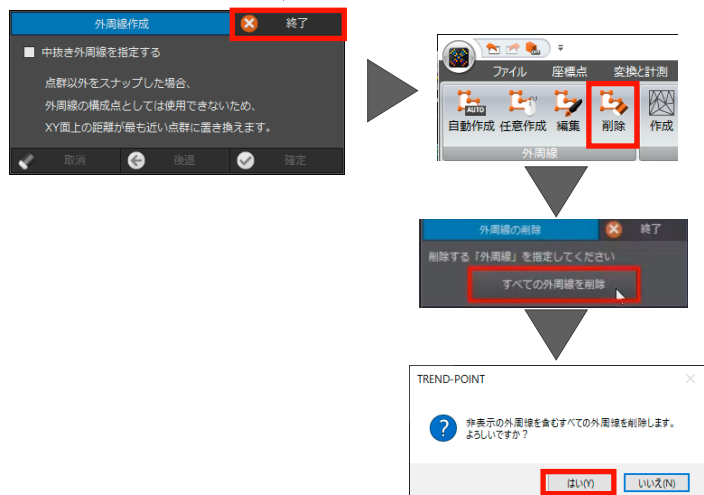 外周線作成 終了
中抜き外周線を指定する
点群以外をスナップした場合、
外周線の構成点としては使用できないため、
XY面上の距離が最も近い点群に置き換えます。
取消 後退 確定
ファイル 座標点 変換と計測
AUTO
自動作成 任意作成 編集 削除 作成
外周線
外周線の削除 終了
削除する「外周線」を指定してください
すべての外周線を削除
TREND-POINT
非表示の外周線を含むすべての外周線を削除します。
よろしいですか?
はい(Y) いいえ(N)